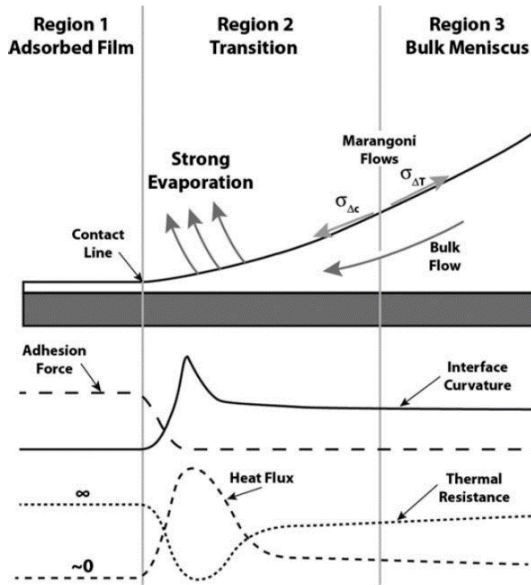 Region 1
Adsorbed Film
Region 2
Transition
Region 3
Bulk Meniscus
Marangoni
Flows
σΔT
σΔc
Strong
Evaporation
Contact
Line
Bulk
Flow
Adhesion
Force
Interface
Curvature
∞
Heat Flux
Thermal
Resistance
~0